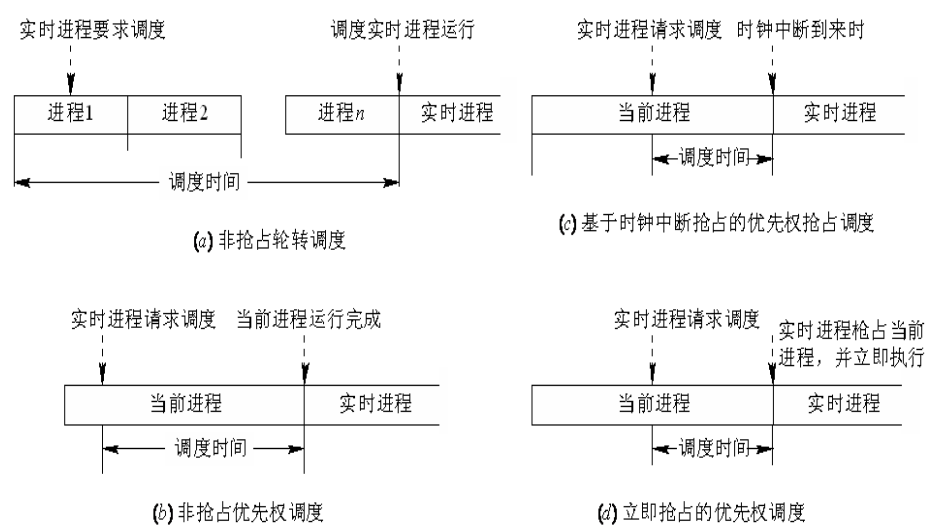 实时进程要求调度
调度实时进程运行
进程1
进程2
进程n
实时进程
调度时间
(a) 非抢占轮转调度
实时进程请求调度
时钟中断到来时
当前进程
实时进程
调度时间
(c) 基于时钟中断抢占的优先权抢占调度
实时进程请求调度
当前进程运行完成
当前进程
实时进程
调度时间
(b) 非抢占优先权调度
实时进程请求调度
实时进程枪占当前
进程，并立即执行
当前进程
实时进程
调度时间
(d) 立即抢占的优先权调度